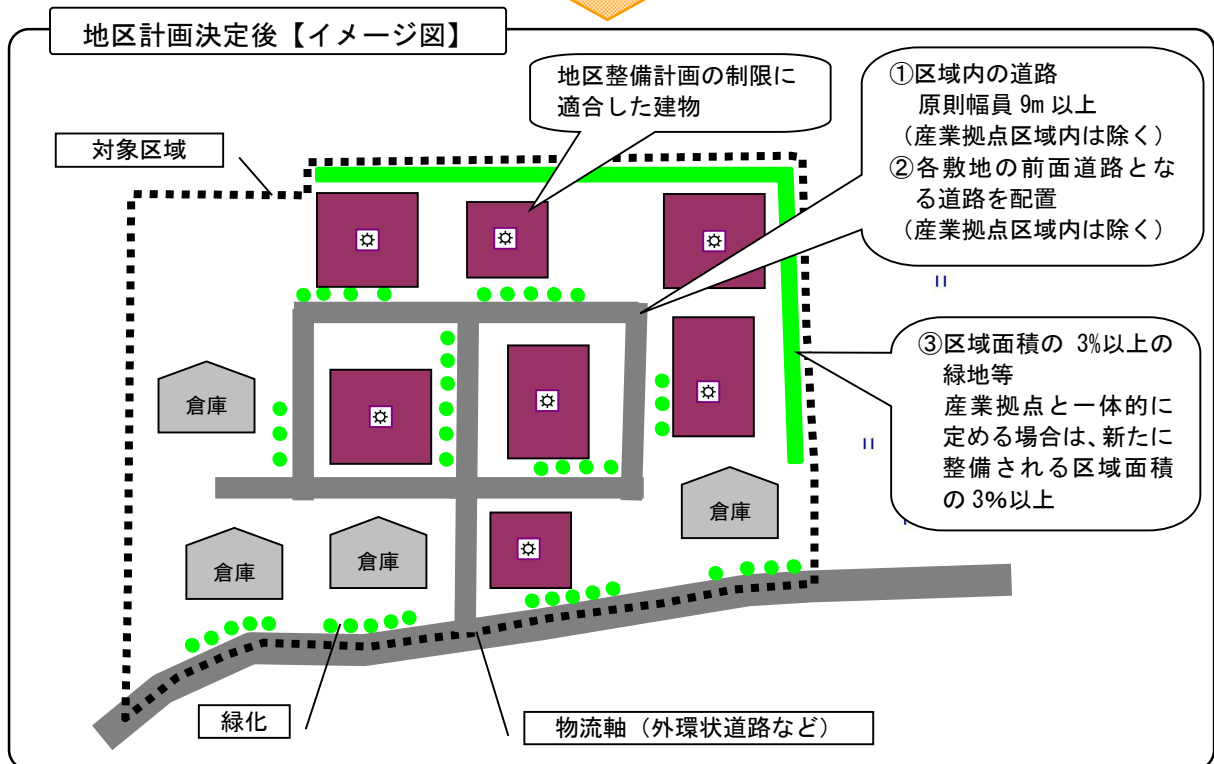 地区計画決定後【イメージ図】
地区整備計画の制限に
適合した建物
①区域内の道路
原則幅員 9m 以上
（産業拠点区域内は除く）
②各敷地の前面道路とな
る道路を配置
（産業拠点区域内は除く）
対象区域
③区域面積の 3%以上の
緑地等
産業拠点と一体的に
定める場合は、新たに
整備される区域面積
の 3%以上
倉庫
倉庫
倉庫
倉庫
緑化
物流軸（外環状道路など）